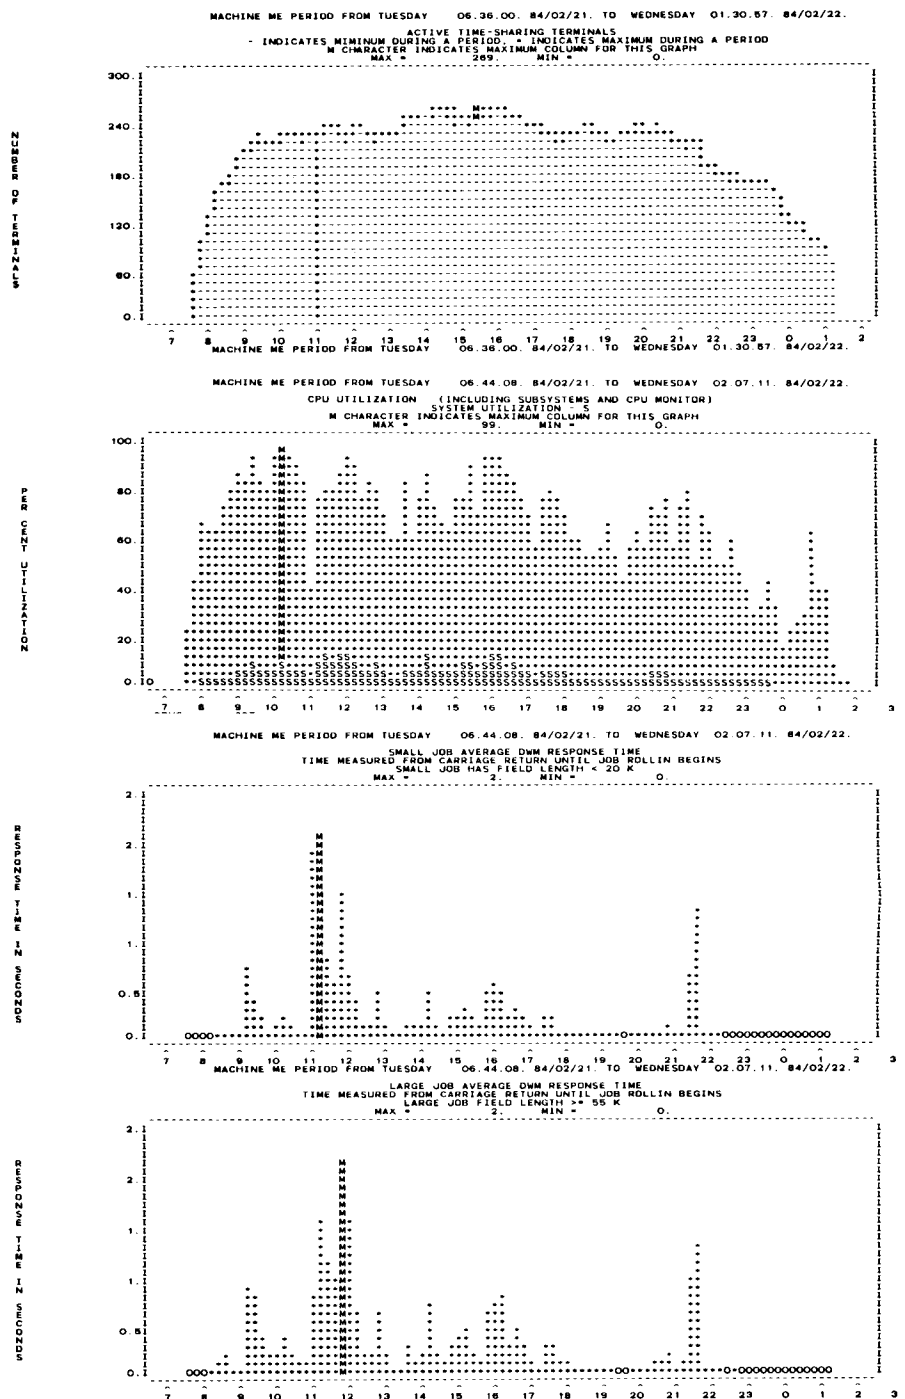 MACHINE ME PERIOD FROM TUESDAY 06.36.00. 84/02/21. TO WEDNESDAY 01.30.57. 84/02/22.
ACTIVE TIME-SHARING TERMINALS
- INDICATES MIMINUM DURING A PERIOD, * INDICATES MAXIMUM DURING A PERIOD
M CHARACTER INDICATES MAXIMUM COLUMN FOR THIS GRAPH
MAX = 269. MIN = 0.
NUMBER OF TERMINALS
300.
240.
180.
120.
60.
0.
7 8 9 10 11 12 13 14 15 16 17 18 19 20 21 22 23 0 1 2
MACHINE ME PERIOD FROM TUESDAY 06.36.00. 84/02/21. TO WEDNESDAY 01.30.57. 84/02/22.
MACHINE ME PERIOD FROM TUESDAY 06.44.08. 84/02/21. TO WEDNESDAY 02.07.11. 84/02/22.
CPU UTILIZATION (INCLUDING SUBSYSTEMS AND CPU MONITOR)
SYSTEM UTILIZATION - S
M CHARACTER INDICATES MAXIMUM COLUMN FOR THIS GRAPH
MAX = 99. MIN = 0.
PER CENT UTILIZATION
100.
80.
60.
40.
20.
0.
7 8 9 10 11 12 13 14 15 16 17 18 19 20 21 22 23 0 1 2 3
MACHINE ME PERIOD FROM TUESDAY 06.44.08. 84/02/21. TO WEDNESDAY 02.07.11. 84/02/22.
SMALL JOB AVERAGE DWM RESPONSE TIME
TIME MEASURED FROM CARRIAGE RETURN UNTIL JOB ROLLIN BEGINS
SMALL JOB HAS FIELD LENGTH < 20 K
MAX = 2. MIN = 0.
RESPONSE TIME IN SECONDS
2.
2.
1.
1.
0.5
0.
7 8 9 10 11 12 13 14 15 16 17 18 19 20 21 22 23 0 1 2 3
MACHINE ME PERIOD FROM TUESDAY 06.44.08. 84/02/21. TO WEDNESDAY 02.07.11. 84/02/22.
LARGE JOB AVERAGE DWM RESPONSE TIME
TIME MEASURED FROM CARRIAGE RETURN UNTIL JOB ROLLIN BEGINS
LARGE JOB FIELD LENGTH >= 55 K
MAX = 2. MIN = 0.
RESPONSE TIME IN SECONDS
2.
2.
1.
1.
0.5
0.
7 8 9 10 11 12 13 14 15 16 17 18 19 20 21 22 23 0 1 2 3